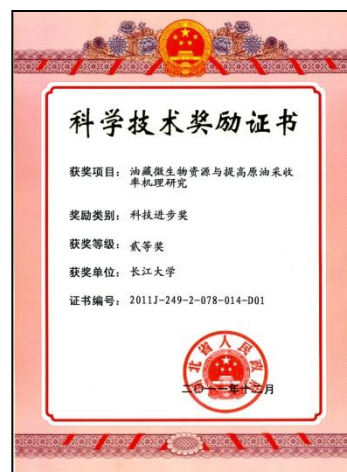 科学技术奖励证书
获奖项目： 油藏微生物资源与提高原油采收
率机理研究
奖励类别： 科技进步奖
获奖等级： 贰等奖
获奖单位： 长江大学
证书编号： 2011J-249-2-078-014-D01
湖北省人民政府
二〇一一年十二月